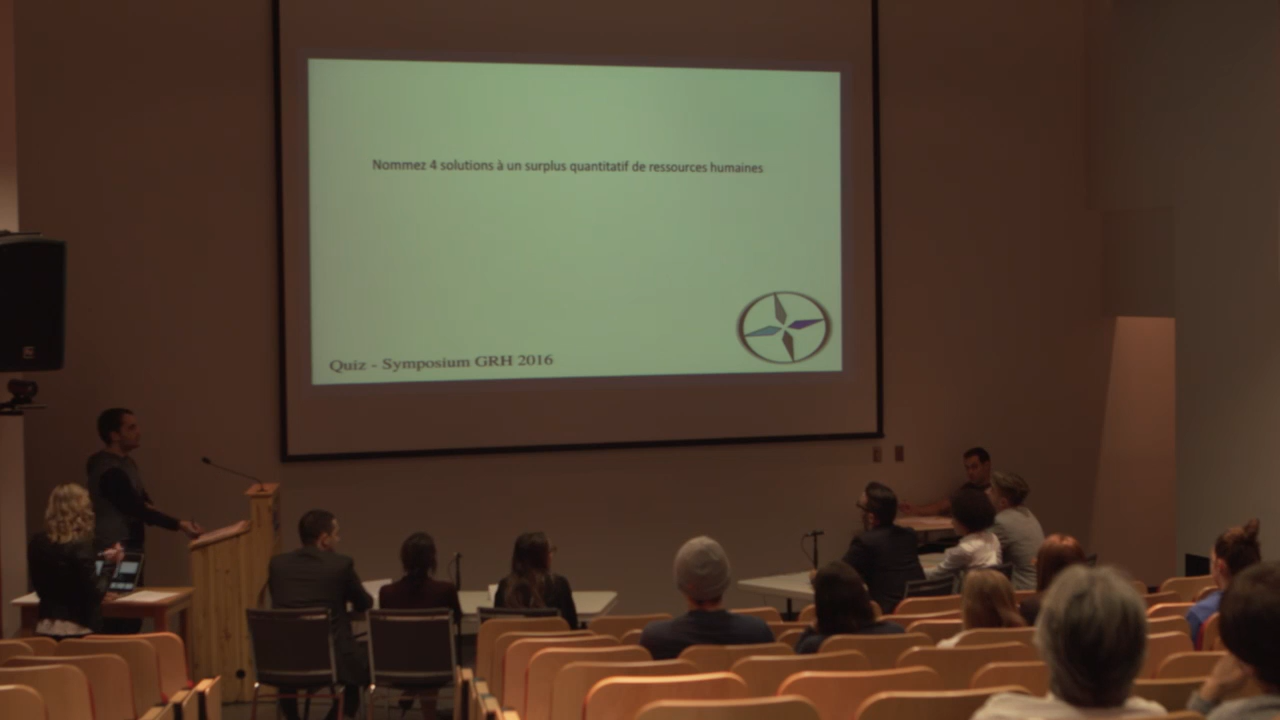 Nommez 4 solutions à un surplus quantitatif de ressources humaines
Quiz - Symposium GRH 2016